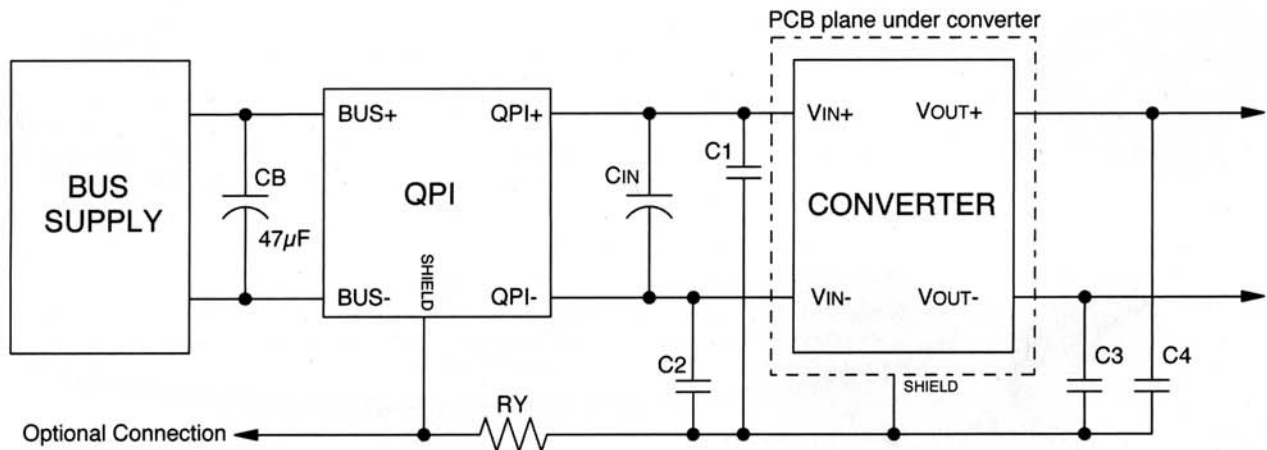 PCB plane under converter
BUS SUPPLY
CB
47µF
BUS+
QPI+
QPI
SHIELD
BUS-
QPI-
CIN
C1
C2
VIN+
VOUT+
CONVERTER
VIN-
VOUT-
SHIELD
C3
C4
RY
Optional Connection